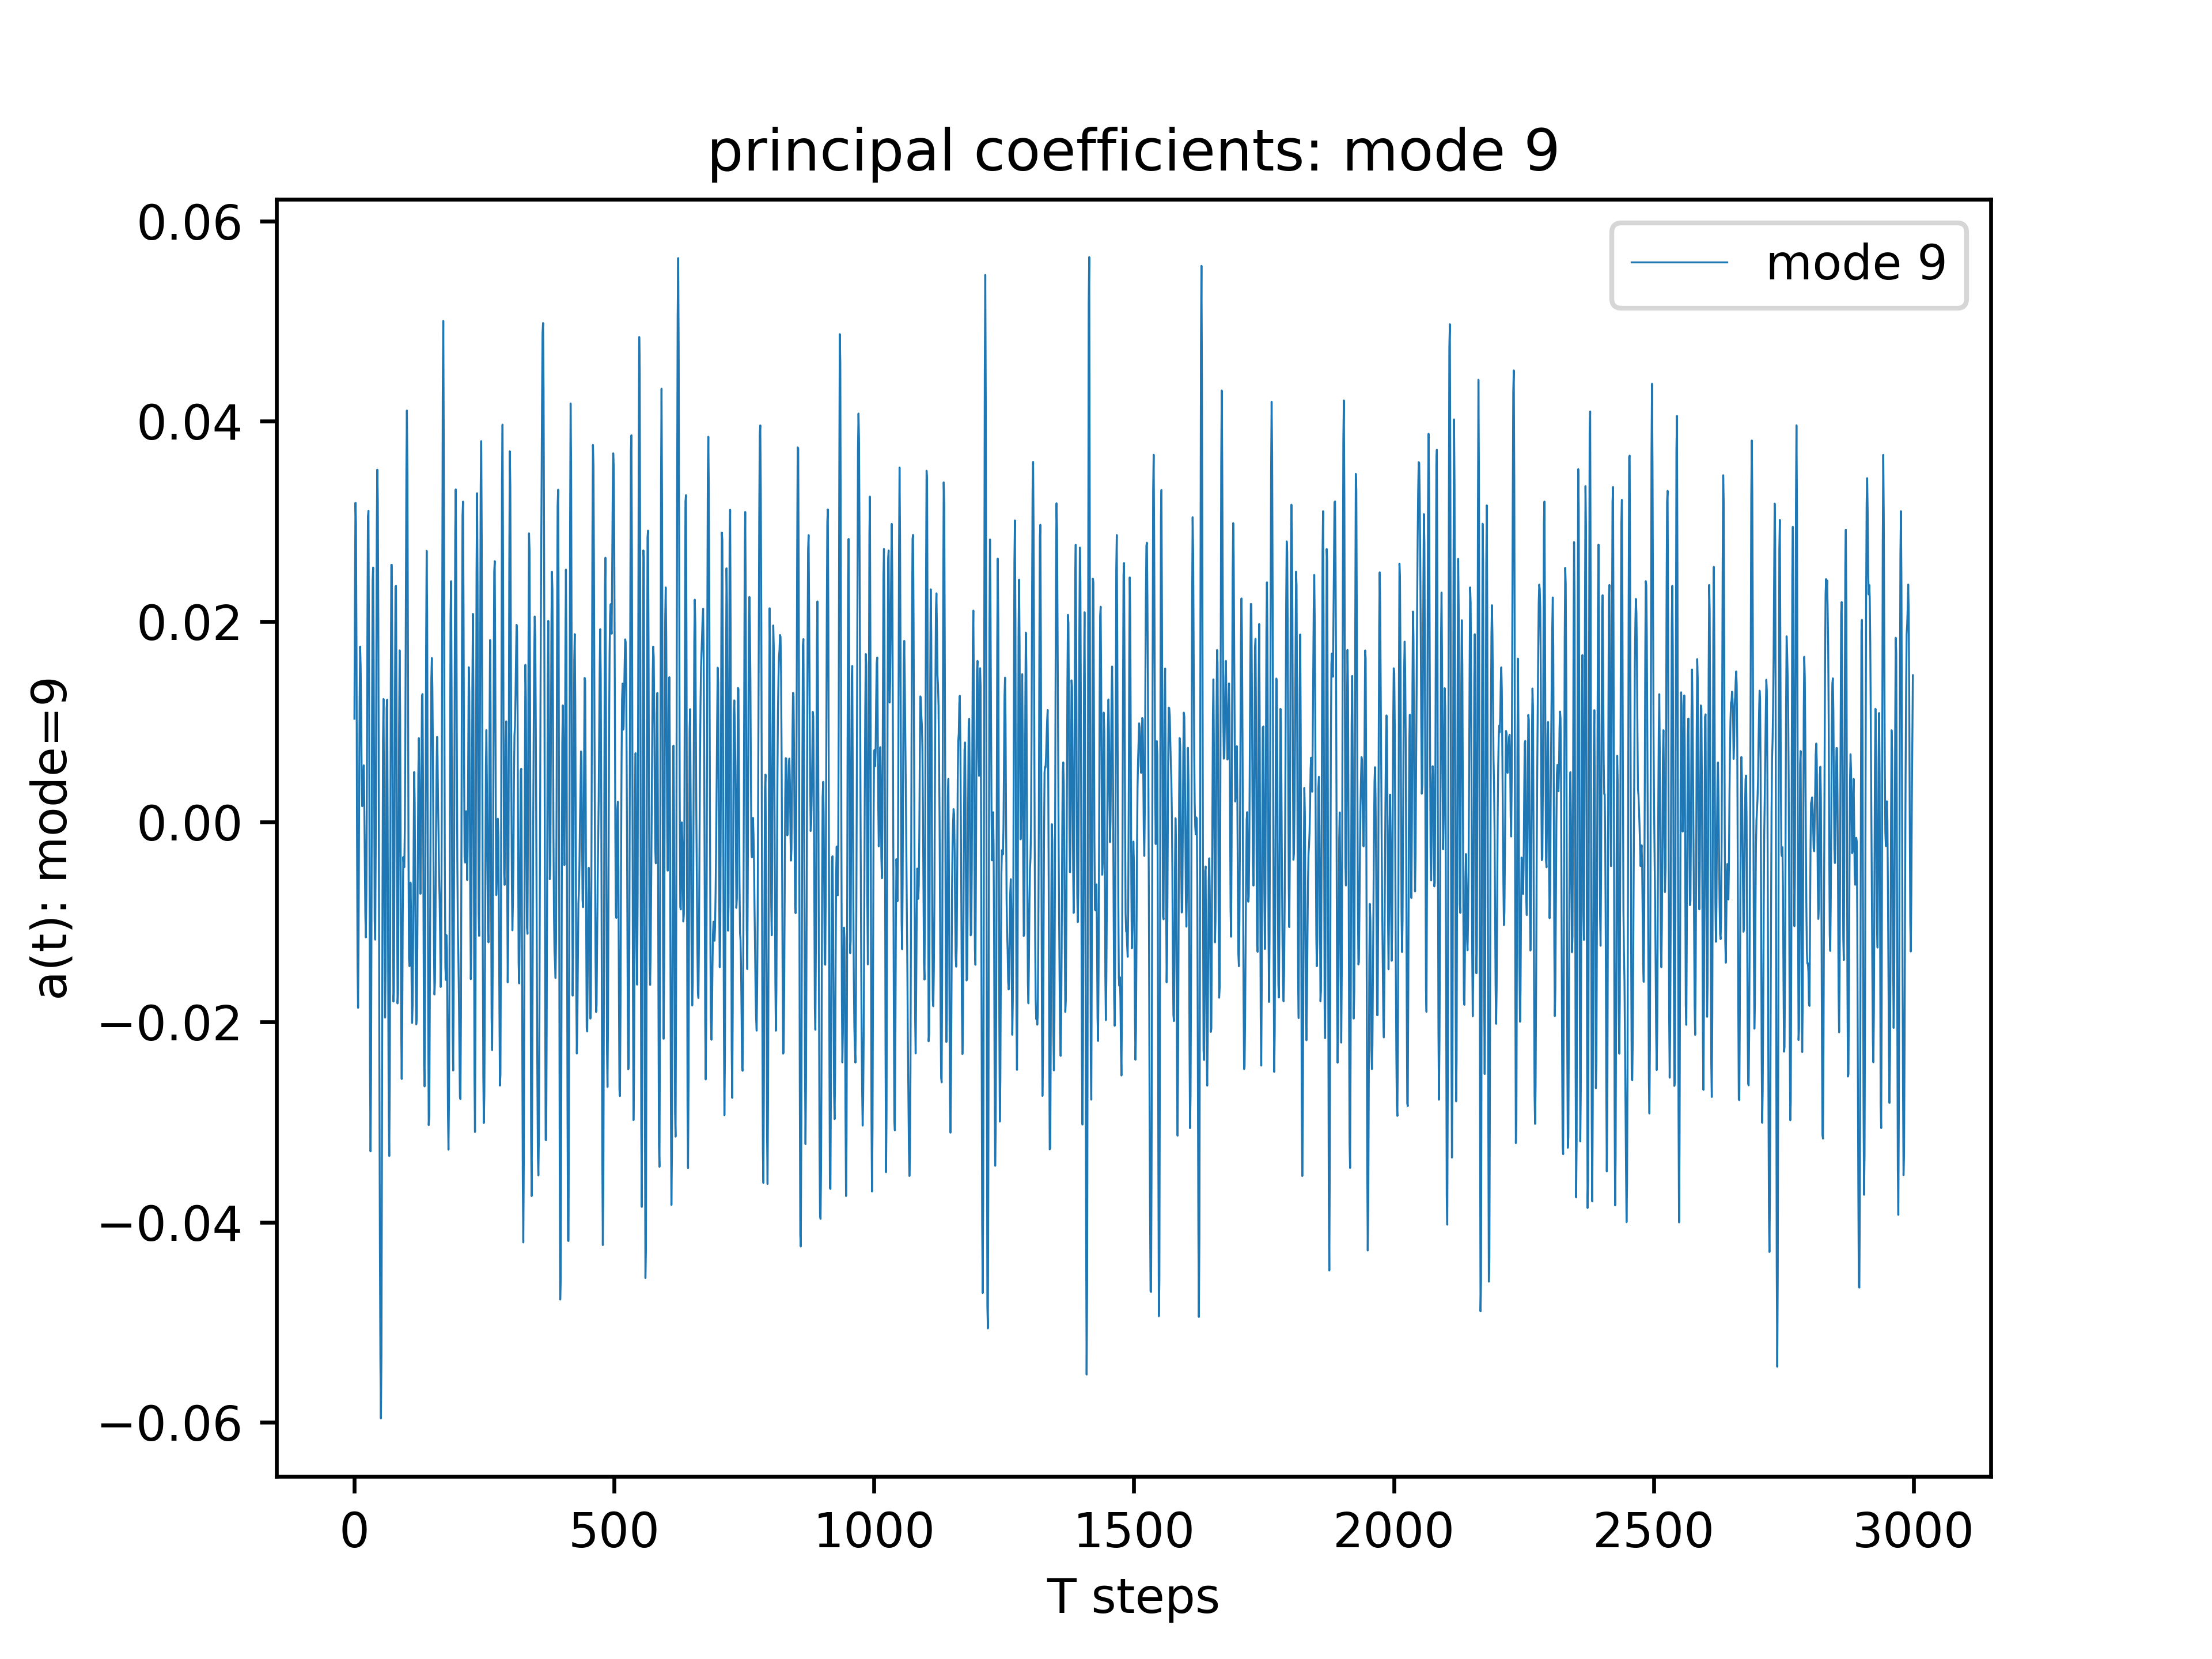 principal coefficients: mode 9
mode 9
0.06
0.04
0.02
0.00
−0.02
−0.04
−0.06
a(t): mode=9
0 500 1000 1500 2000 2500 3000
T steps